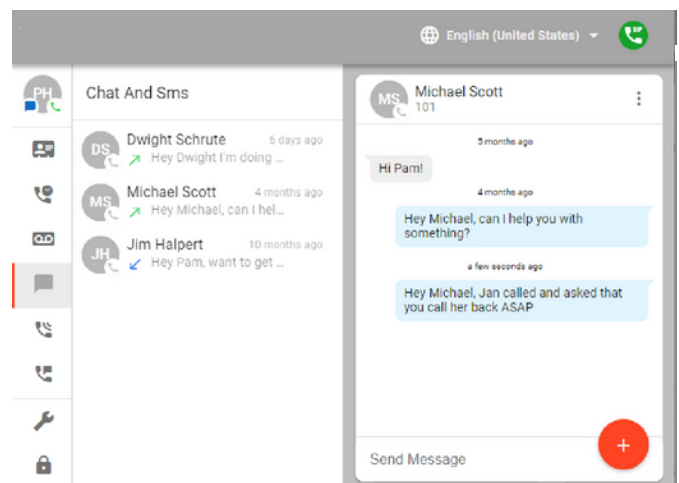 English (United States)
SIP
PH
Chat And Sms
DS
Dwight Schrute 6 days ago
Hey Dwight I'm doing ...
MS
Michael Scott 4 months ago
Hey Michael, can I hel...
JH
Jim Halpert 10 months ago
Hey Pam, want to get ...
MS
Michael Scott
101
5 months ago
Hi Pam!
4 months ago
Hey Michael, can I help you with
something?
a few seconds ago
Hey Michael, Jan called and asked that
you call her back ASAP
Send Message
+